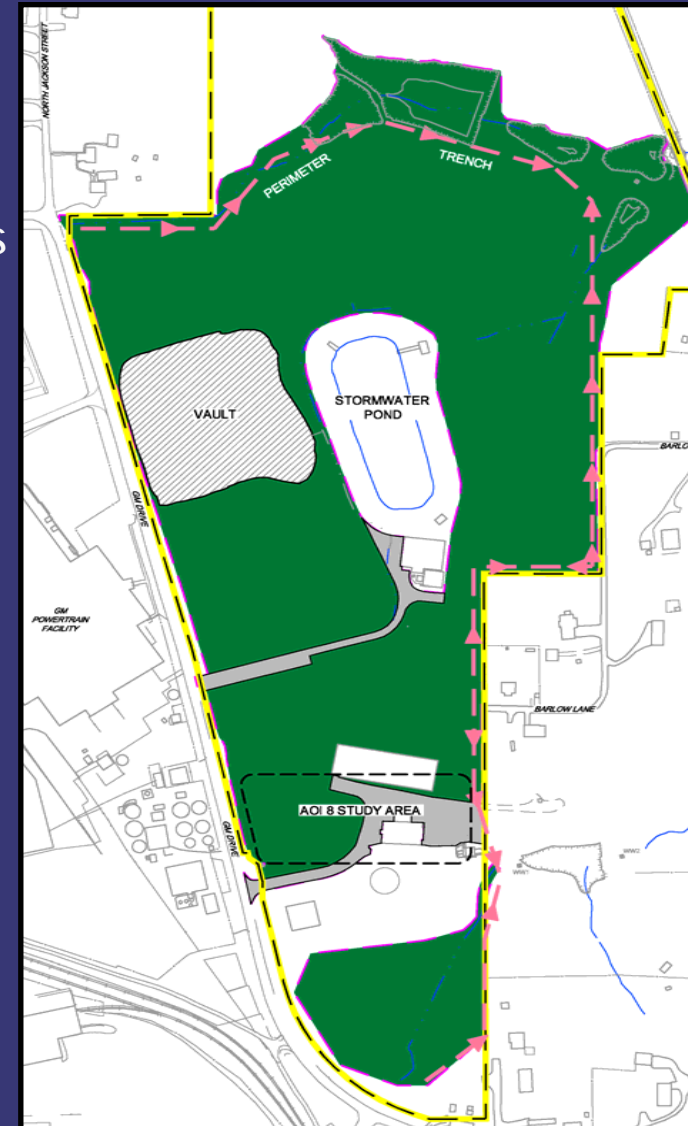 NORTH JACKSON STREET
S
PERIMETER
TRENCH
VAULT
STORMWATER
POND
GM DRIVE
BARLO
GM
POWERTRAIN
FACILITY
BARLOW LANE
AOI 8 STUDY AREA
GM DRIVE
WW1
WW2